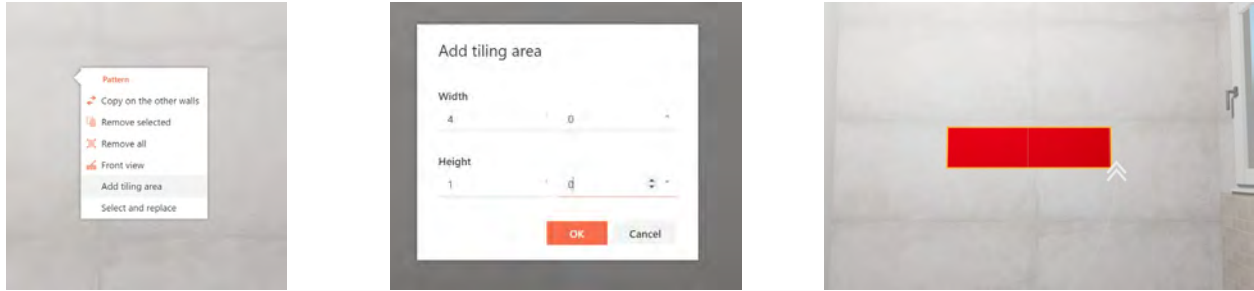 Pattern
Copy on the other walls
Remove selected
Remove all
Front view
Add tiling area
Select and replace
Add tiling area
Width
4 ' 0 "
Height
1 ' 0 "
OK
Cancel